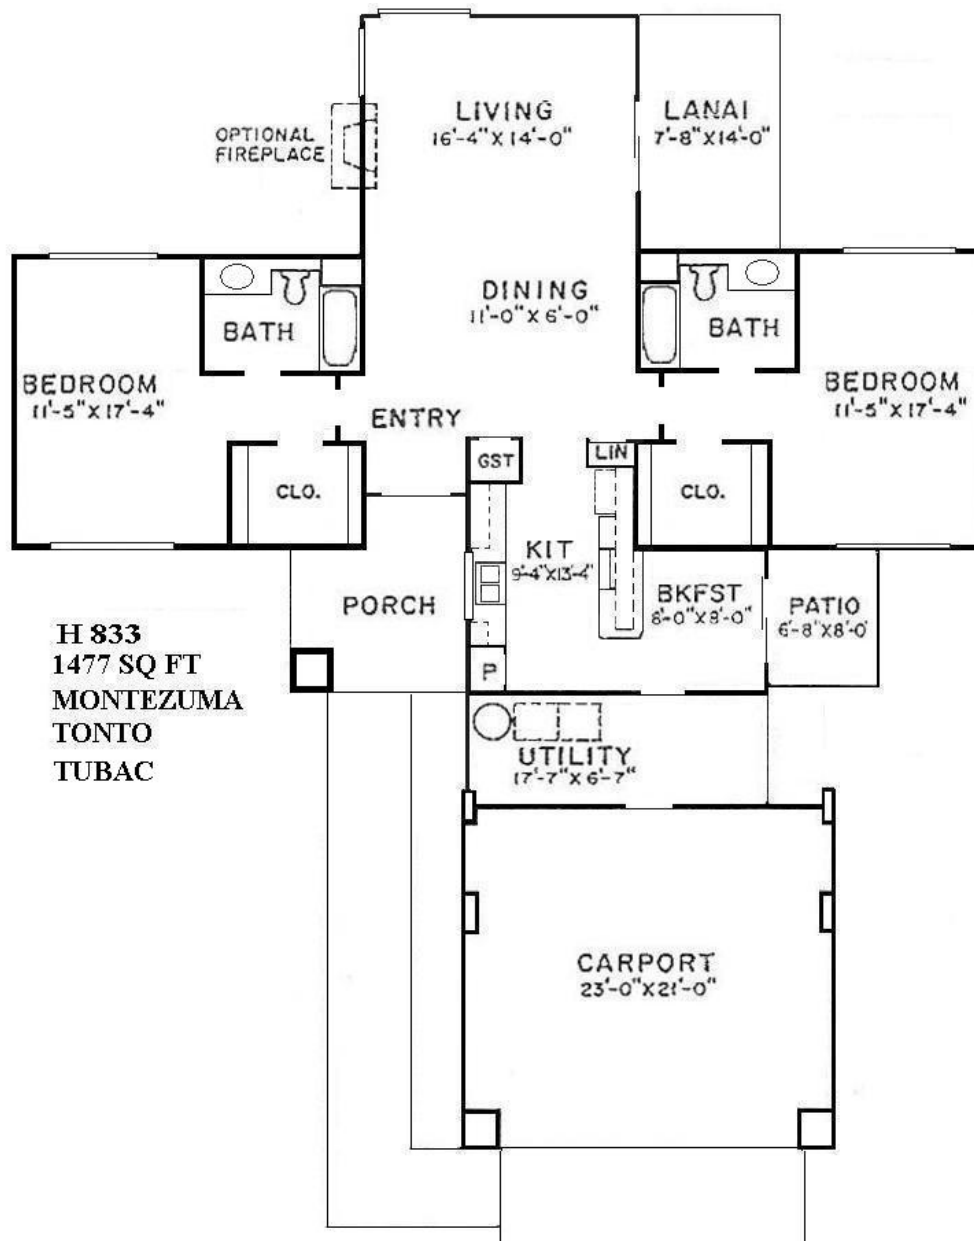 LIVING
16'-4" X 14'-0"
LANAI
7'-8" X 14'-0"
OPTIONAL
FIREPLACE
DINING
11'-0" X 6'-0"
BATH
BATH
BEDROOM
11'-5" X 17'-4"
BEDROOM
11'-5" X 17'-4"
ENTRY
GST
LIN
CLO.
CLO.
KIT
9'-4" X 13'-4"
PORCH
BKFST
8'-0" X 8'-0"
PATIO
6'-8" X 8'-0
P
H 833
1477 SQ FT
MONTEZUMA
TONTO
TUBAC
UTILITY
17'-7" X 6'-7"
CARPORT
23'-0" X 21'-0"